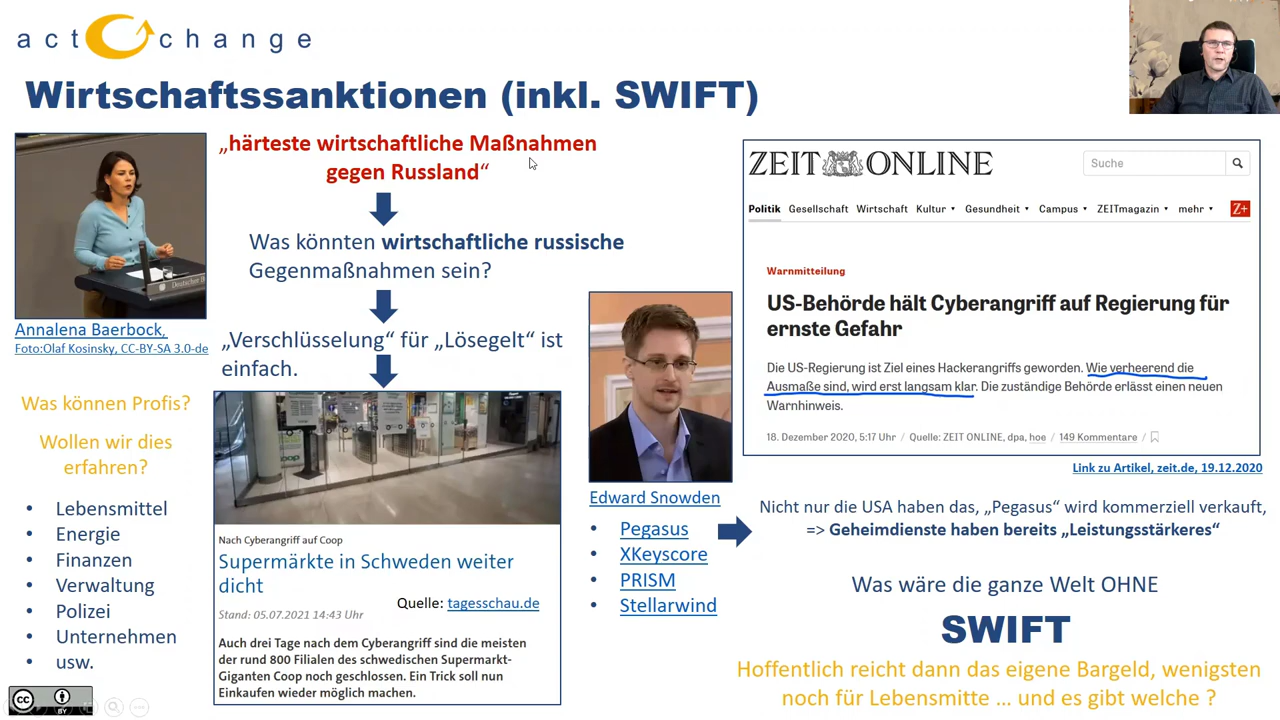 act change
Wirtschaftssanktionen (inkl. SWIFT)
„härteste wirtschaftliche Maßnahmen
gegen Russland“
Was könnten wirtschaftliche russische
Gegenmaßnahmen sein?
„Verschlüsselung“ für „Lösegelt“ ist
einfach.
Annalena Baerbock,
Foto:Olaf Kosinsky, CC-BY-SA 3.0-de
Was können Profis?
Wollen wir dies
erfahren?
• Lebensmittel
• Energie
• Finanzen
• Verwaltung
• Polizei
• Unternehmen
• usw.
CC BY
Nach Cyberangriff auf Coop
Supermärkte in Schweden weiter
dicht
Stand: 05.07.2021 14:43 Uhr
Quelle: tagesschau.de
Auch drei Tage nach dem Cyberangriff sind die meisten
der rund 800 Filialen des schwedischen Supermarkt-
Giganten Coop noch geschlossen. Ein Trick soll nun
Einkaufen wieder möglich machen.
Edward Snowden
• Pegasus
• XKeyscore
• PRISM
• Stellarwind
ZEIT ONLINE
Suche
Politik Gesellschaft Wirtschaft Kultur Gesundheit Campus ZEITmagazin mehr Z+
Warnmitteilung
US-Behörde hält Cyberangriff auf Regierung für
ernste Gefahr
Die US-Regierung ist Ziel eines Hackerangriffs geworden. Wie verheerend die
Ausmaße sind, wird erst langsam klar. Die zuständige Behörde erlässt einen neuen
Warnhinweis.
18. Dezember 2020, 5:17 Uhr / Quelle: ZEIT ONLINE, dpa, hoe / 149 Kommentare /
Link zu Artikel, zeit.de, 19.12.2020
Nicht nur die USA haben das, „Pegasus“ wird kommerziell verkauft,
=> Geheimdienste haben bereits „Leistungsstärkeres“
Was wäre die ganze Welt OHNE
SWIFT
Hoffentlich reicht dann das eigene Bargeld, wenigsten
noch für Lebensmitte ... und es gibt welche ?